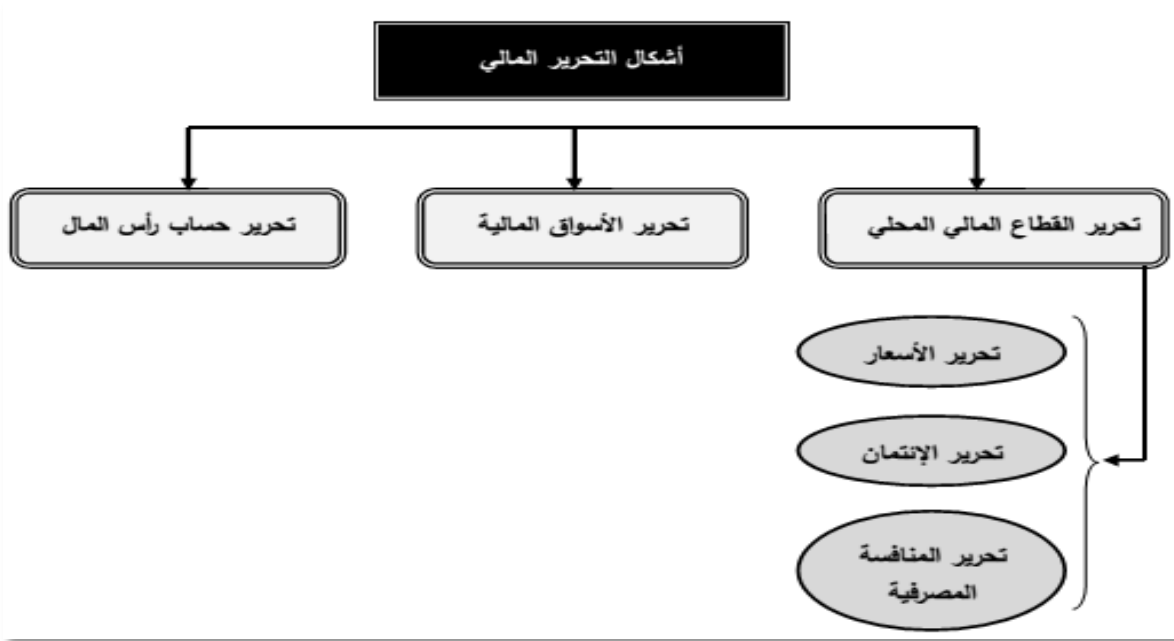 أشكال التحرير المالي
تحرير القطاع المالي المحلي
تحرير الأسواق المالية
تحرير حساب رأس المال
تحرير الأسعار
تحرير الإئتمان
تحرير المنافسة
المصرفية